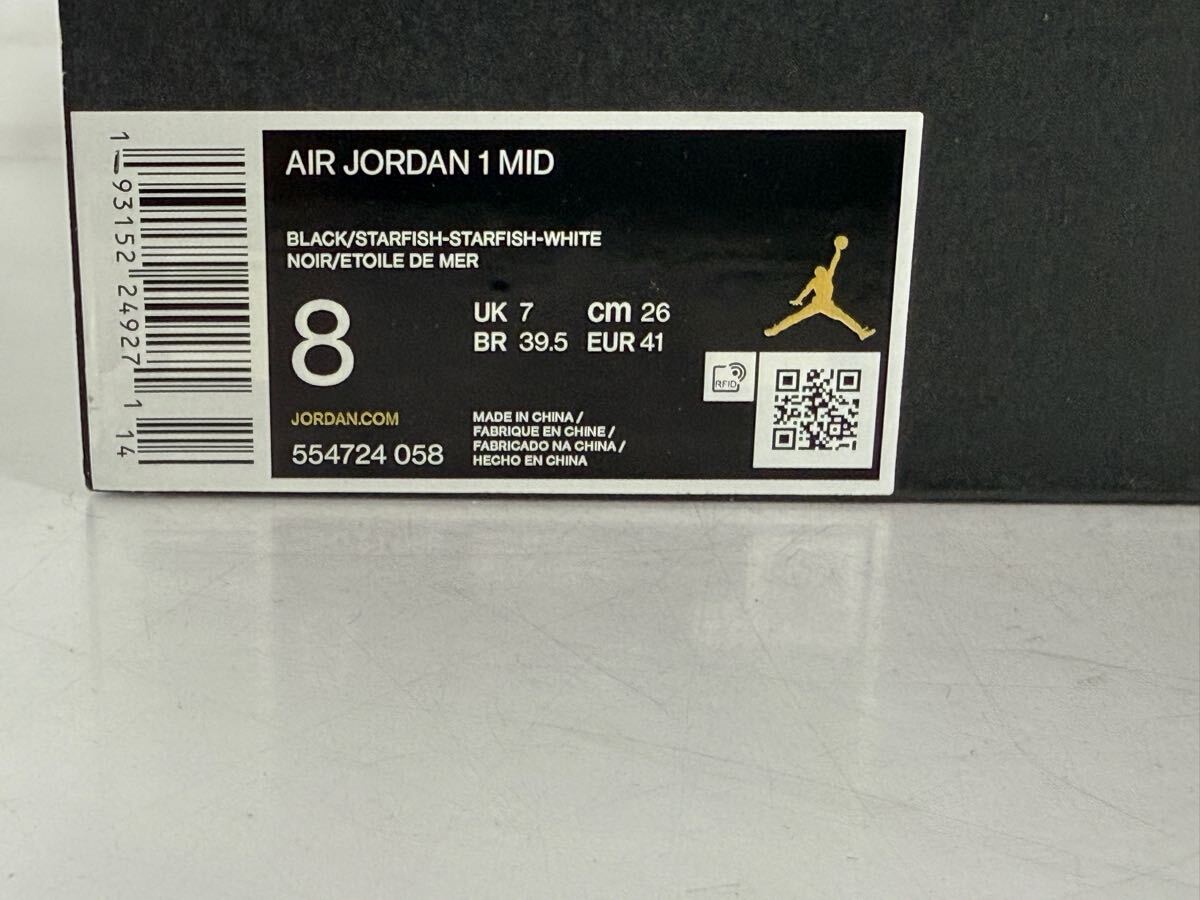 AIR JORDAN 1 MID
BLACK/STARFISH-STARFISH-WHITE
NOIR/ETOILE DE MER
8
UK 7 cm 26
BR 39.5 EUR 41
RFID
JORDAN.COM
554724 058
MADE IN CHINA /
FABRIQUE EN CHINE /
FABRICADO NA CHINA /
HECHO EN CHINA
1 93152 24927 1 14